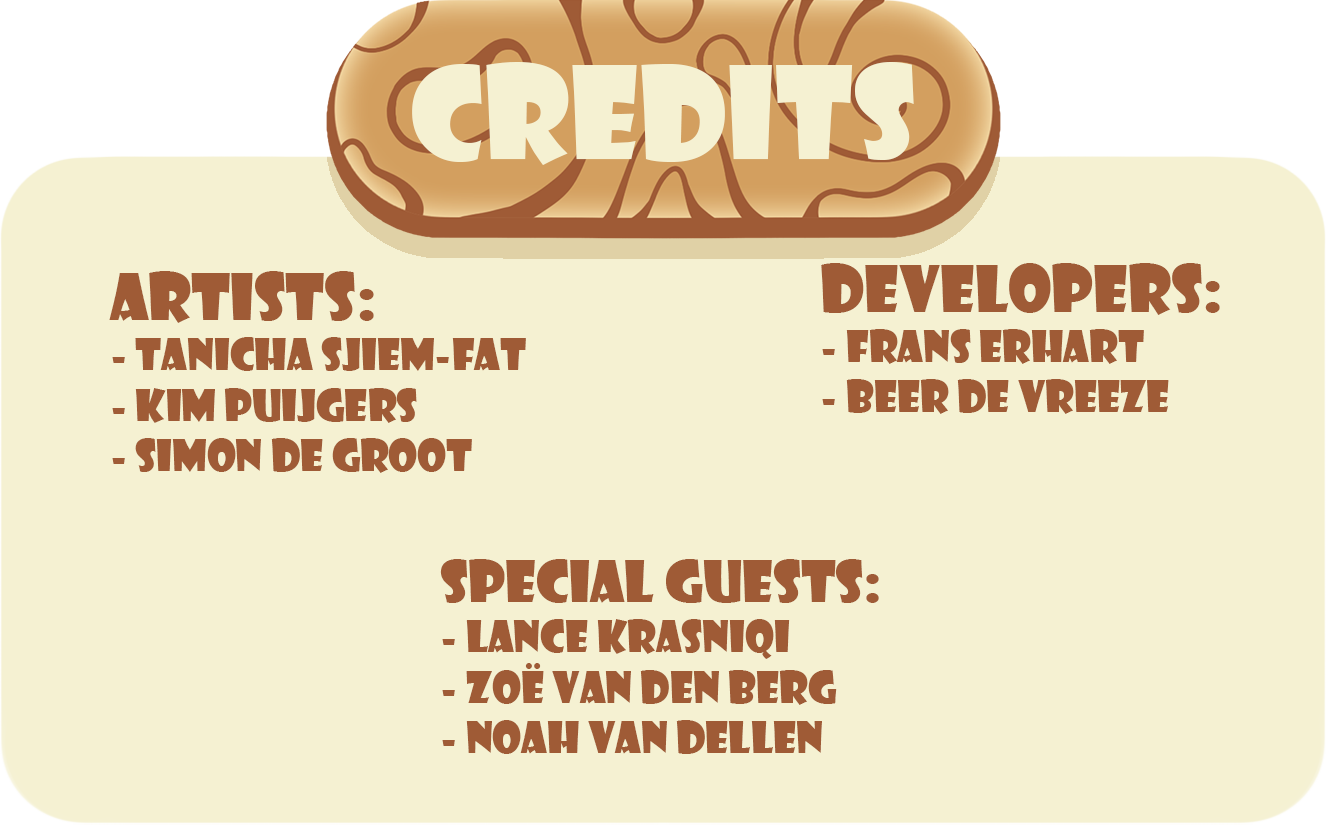 CREDITS
ARTISTS:
- TANICHA SJIEM-FAT
- KIM PUIJGERS
- SIMON DE GROOT
DEVELOPERS:
- FRANS ERHART
- BEER DE VREEZE
SPECIAL GUESTS:
- LANCE KRASNIQI
- ZOË VAN DEN BERG
- NOAH VAN DELLEN